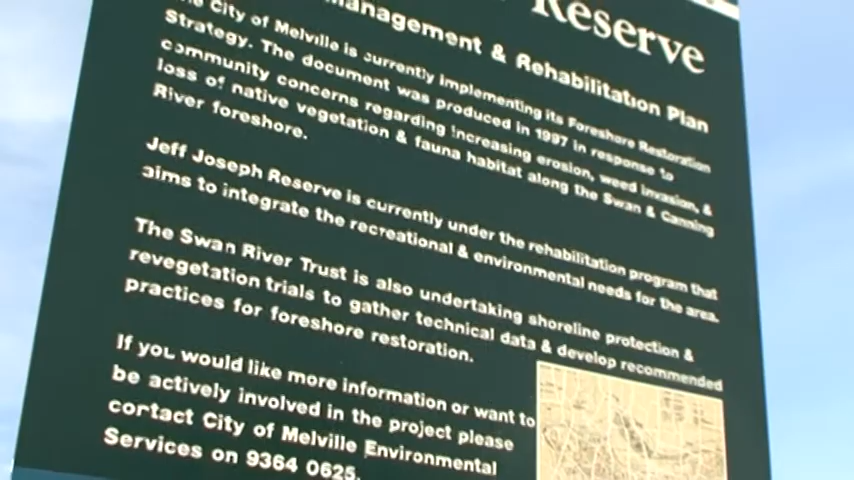 Reserve
Management & Rehabilitation Plan
City of Melville is currently implementing its Foreshore Restoration
Strategy. The document was produced in 1997 in response to
community concerns regarding increasing erosion, weed invasion, &
loss of native vegetation & fauna habitat along the Swan & Canning
River foreshore.
Jeff Joseph Reserve is currently under the rehabilitation program that
aims to integrate the recreational & environmental needs for the area.
The Swan River Trust is also undertaking shoreline protection &
revegetation trials to gather technical data & develop recommended
practices for foreshore restoration.
If you would like more information or want to
be actively involved in the project please
contact City of Melville Environmental
Services on 9364 0625.